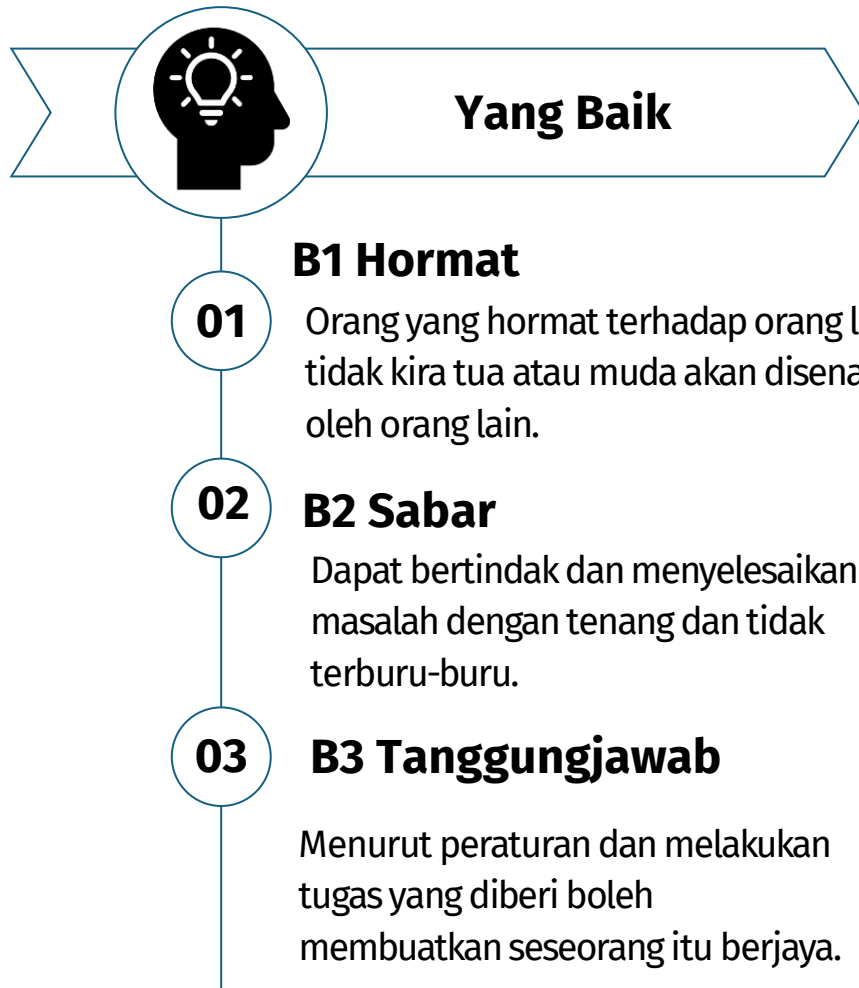 Yang Baik
B1 Hormat
01
Orang yang hormat terhadap orang
tidak kira tua atau muda akan
oleh orang lain.
02
B2 Sabar
Dapat bertindak dan menyelesaikan
masalah dengan tenang dan tidak
terburu-buru.
03
B3 Tanggungjawab
Menurut peraturan dan melakukan
tugas yang diberi boleh
membuatkan seseorang itu berjaya.